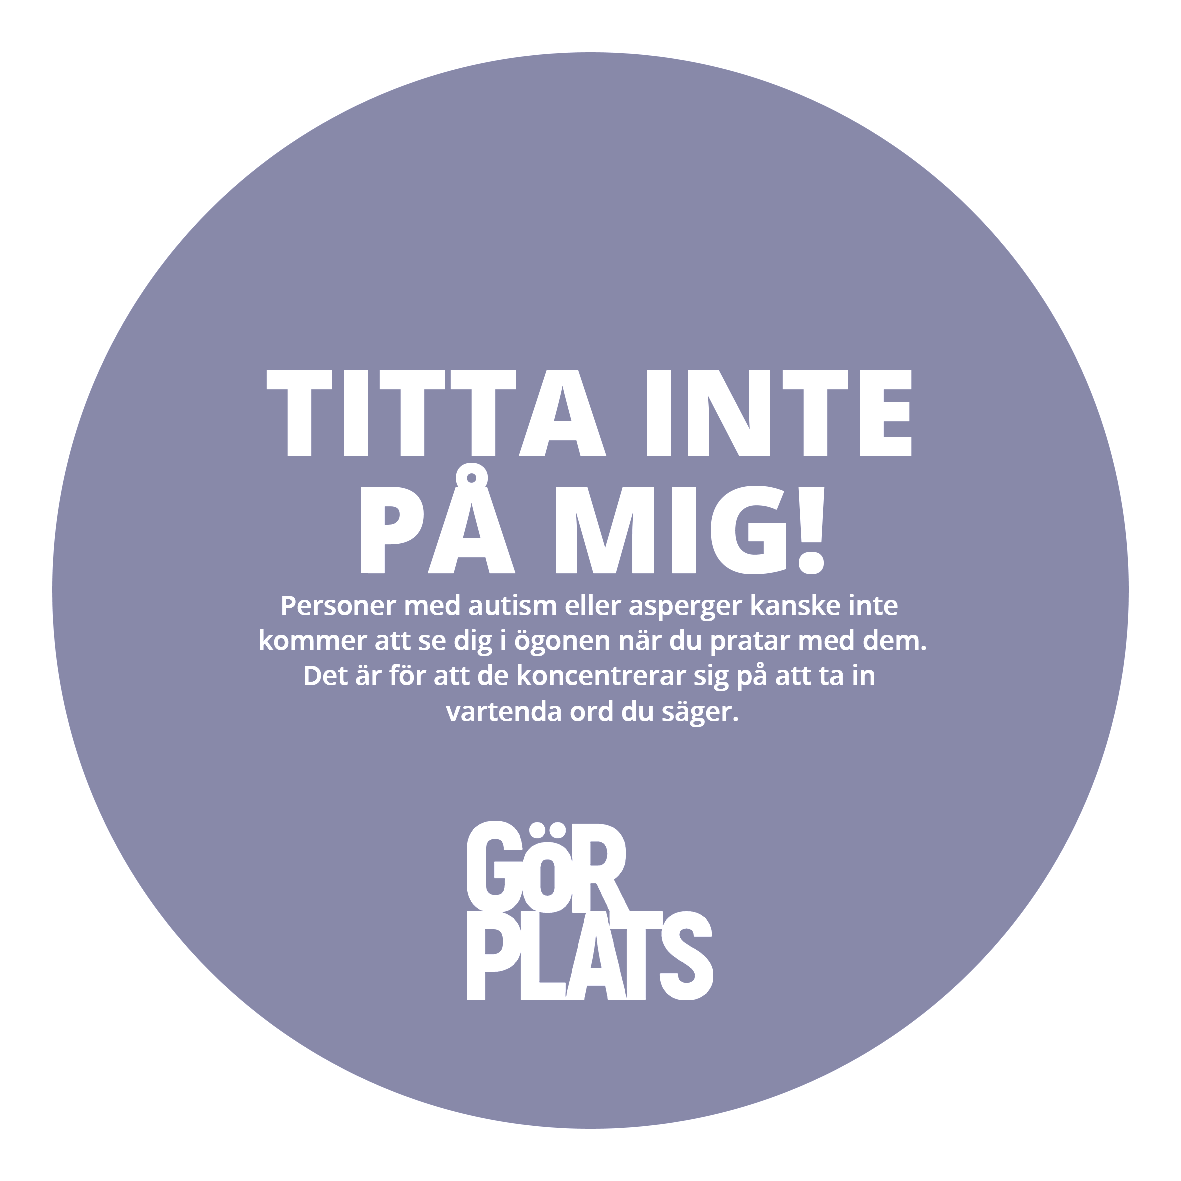 TITTA INTE
PÅ MIG!
Personer med autism eller asperger kanske inte
kommer att se dig i ögonen när du pratar med dem.
Det är för att de koncentrerar sig på att ta in
vartenda ord du säger.
GÖR
PLATS